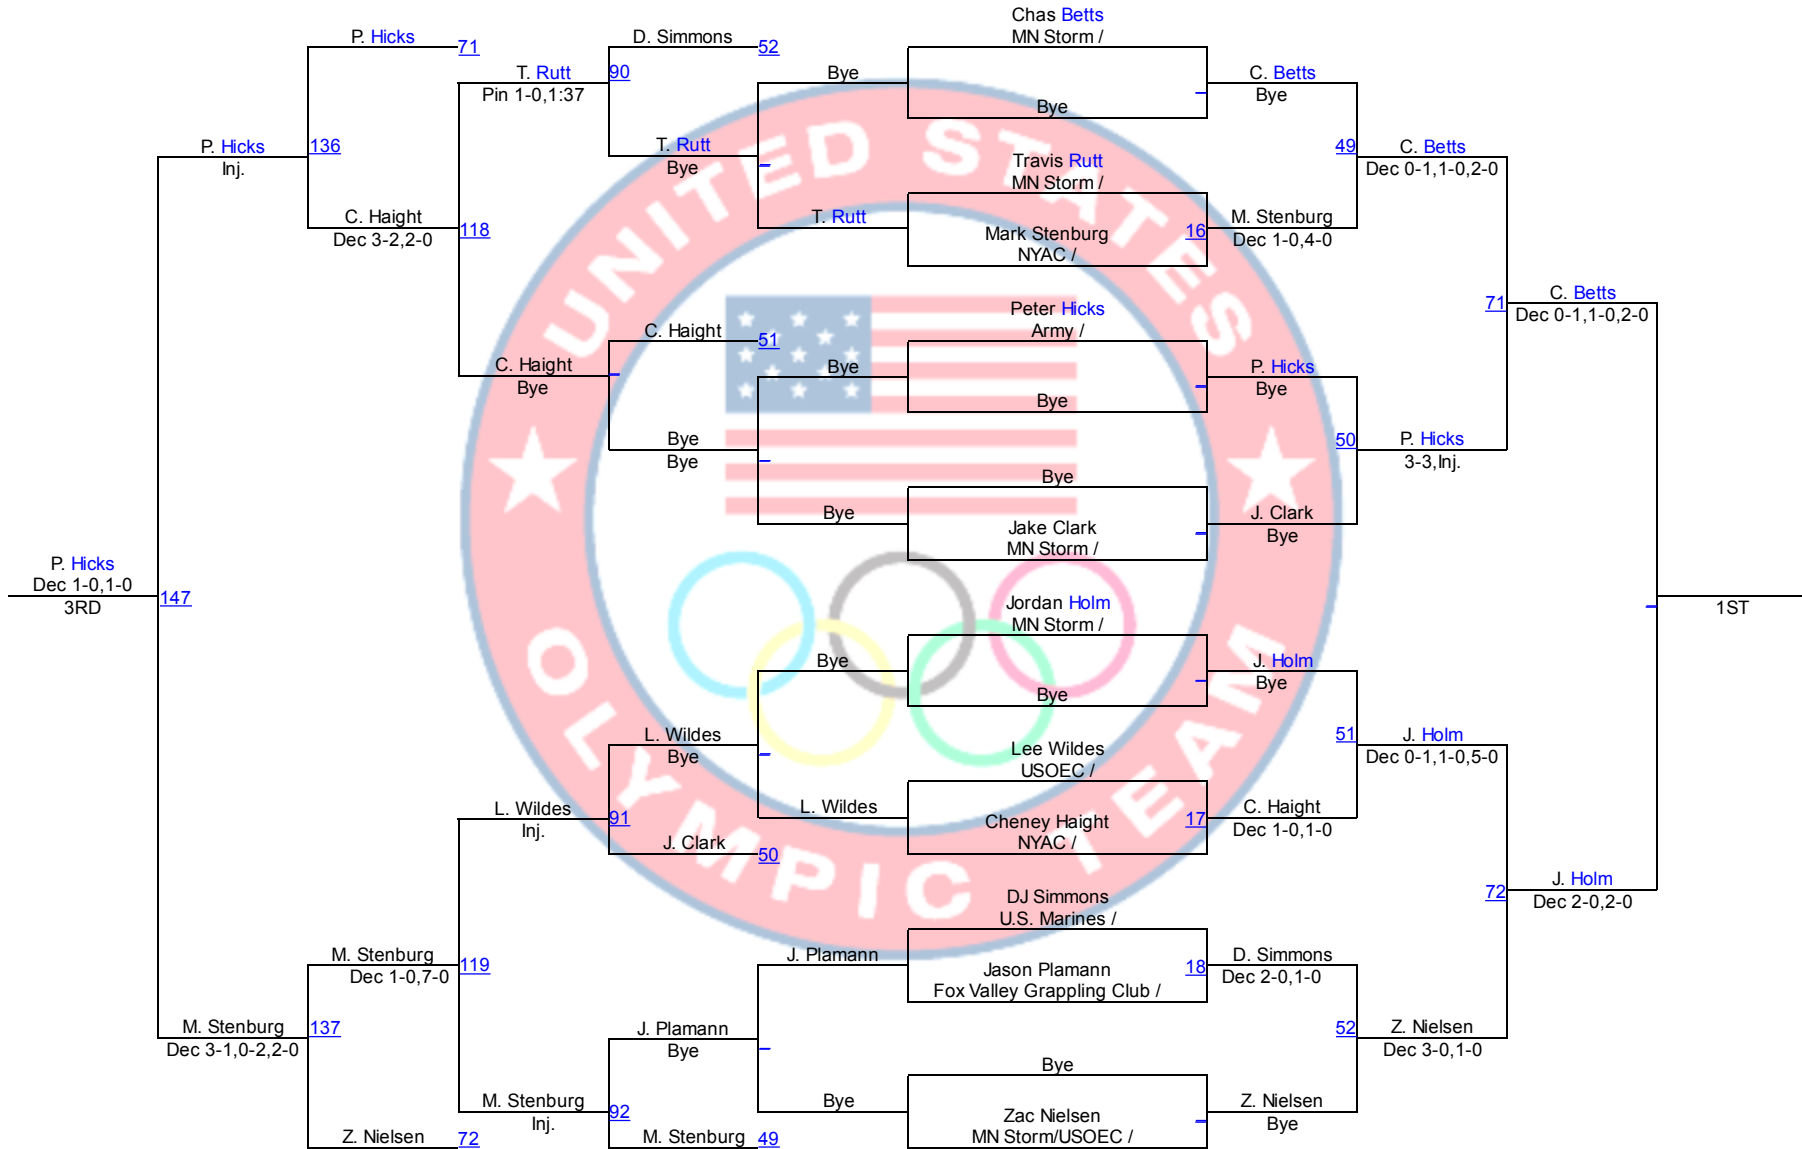 Chas Betts
MN Storm /
P. Hicks
71
D. Simmons
52
T. Rutt
90
Pin 1-0,1:37
Bye
Bye
C. Betts
Bye
P. Hicks
136
Inj.
T. Rutt
Bye
Travis Rutt
MN Storm /
49
C. Betts
Dec 0-1,1-0,2-0
C. Haight
118
Dec 3-2,2-0
T. Rutt
Mark Stenburg
NYAC /
16
M. Stenburg
Dec 1-0,4-0
Peter Hicks
Army /
71
C. Betts
Dec 0-1,1-0,2-0
C. Haight
51
C. Haight
Bye
Bye
Bye
P. Hicks
Bye
Bye
Bye
50
P. Hicks
3-3,Inj.
Bye
Bye
Jake Clark
MN Storm /
J. Clark
Bye
P. Hicks
Dec 1-0,1-0
147
3RD
Jordan Holm
MN Storm /
1ST
Bye
Bye
J. Holm
Bye
L. Wildes
Bye
Lee Wildes
USOEC /
51
J. Holm
Dec 0-1,1-0,5-0
L. Wildes
91
Inj.
L. Wildes
Cheney Haight
NYAC /
17
C. Haight
Dec 1-0,1-0
J. Clark
50
DJ Simmons
U.S. Marines /
72
J. Holm
Dec 2-0,2-0
M. Stenburg
119
Dec 1-0,7-0
J. Plamann
Jason Plamann
Fox Valley Grappling Club /
18
D. Simmons
Dec 2-0,1-0
M. Stenburg
137
Dec 3-1,0-2,2-0
J. Plamann
Bye
52
Z. Nielsen
Dec 3-0,1-0
Bye
M. Stenburg
92
Inj.
Bye
Zac Nielsen
MN Storm/USOEC /
Z. Nielsen
Bye
Z. Nielsen
72
M. Stenburg
49
UNITED STATES
OLYMPIC TEAM